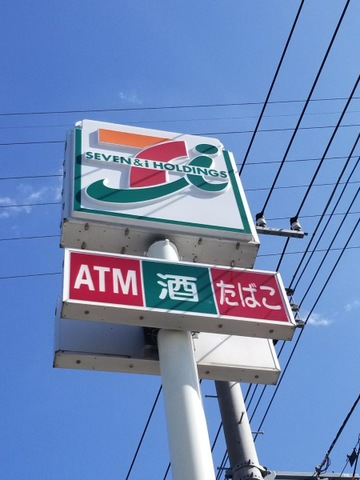 SEVEN & i HOLDINGS
ATM 酒 たばこ